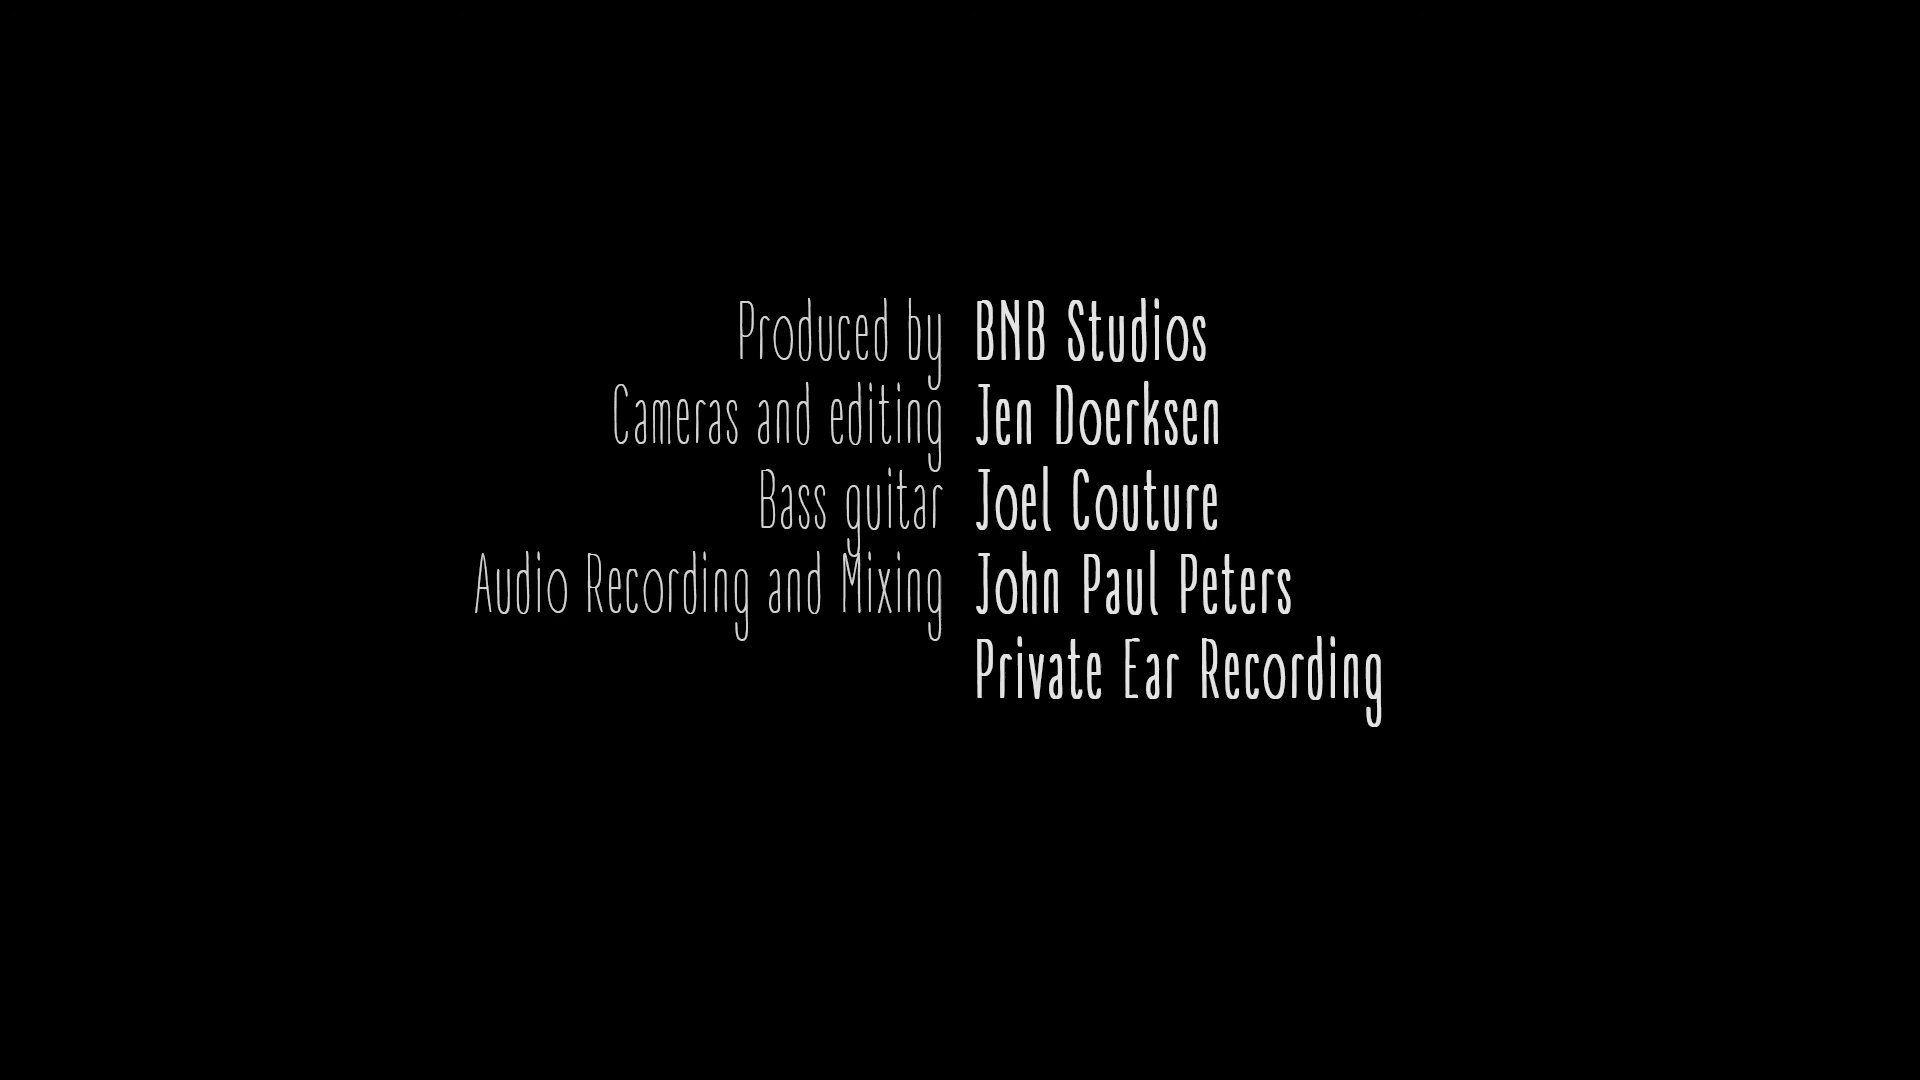 Produced by BNB Studios
Cameras and editing Jen Doerksen
Bass guitar Joel Couture
Audio Recording and Mixing John Paul Peters
Private Ear Recording